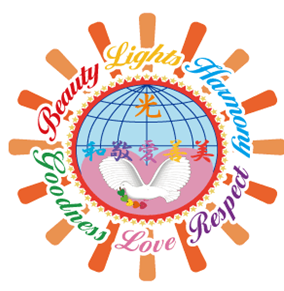 Beauty
Lights
Harmony
光
和敬愛善美
Goodness
Love
Respect